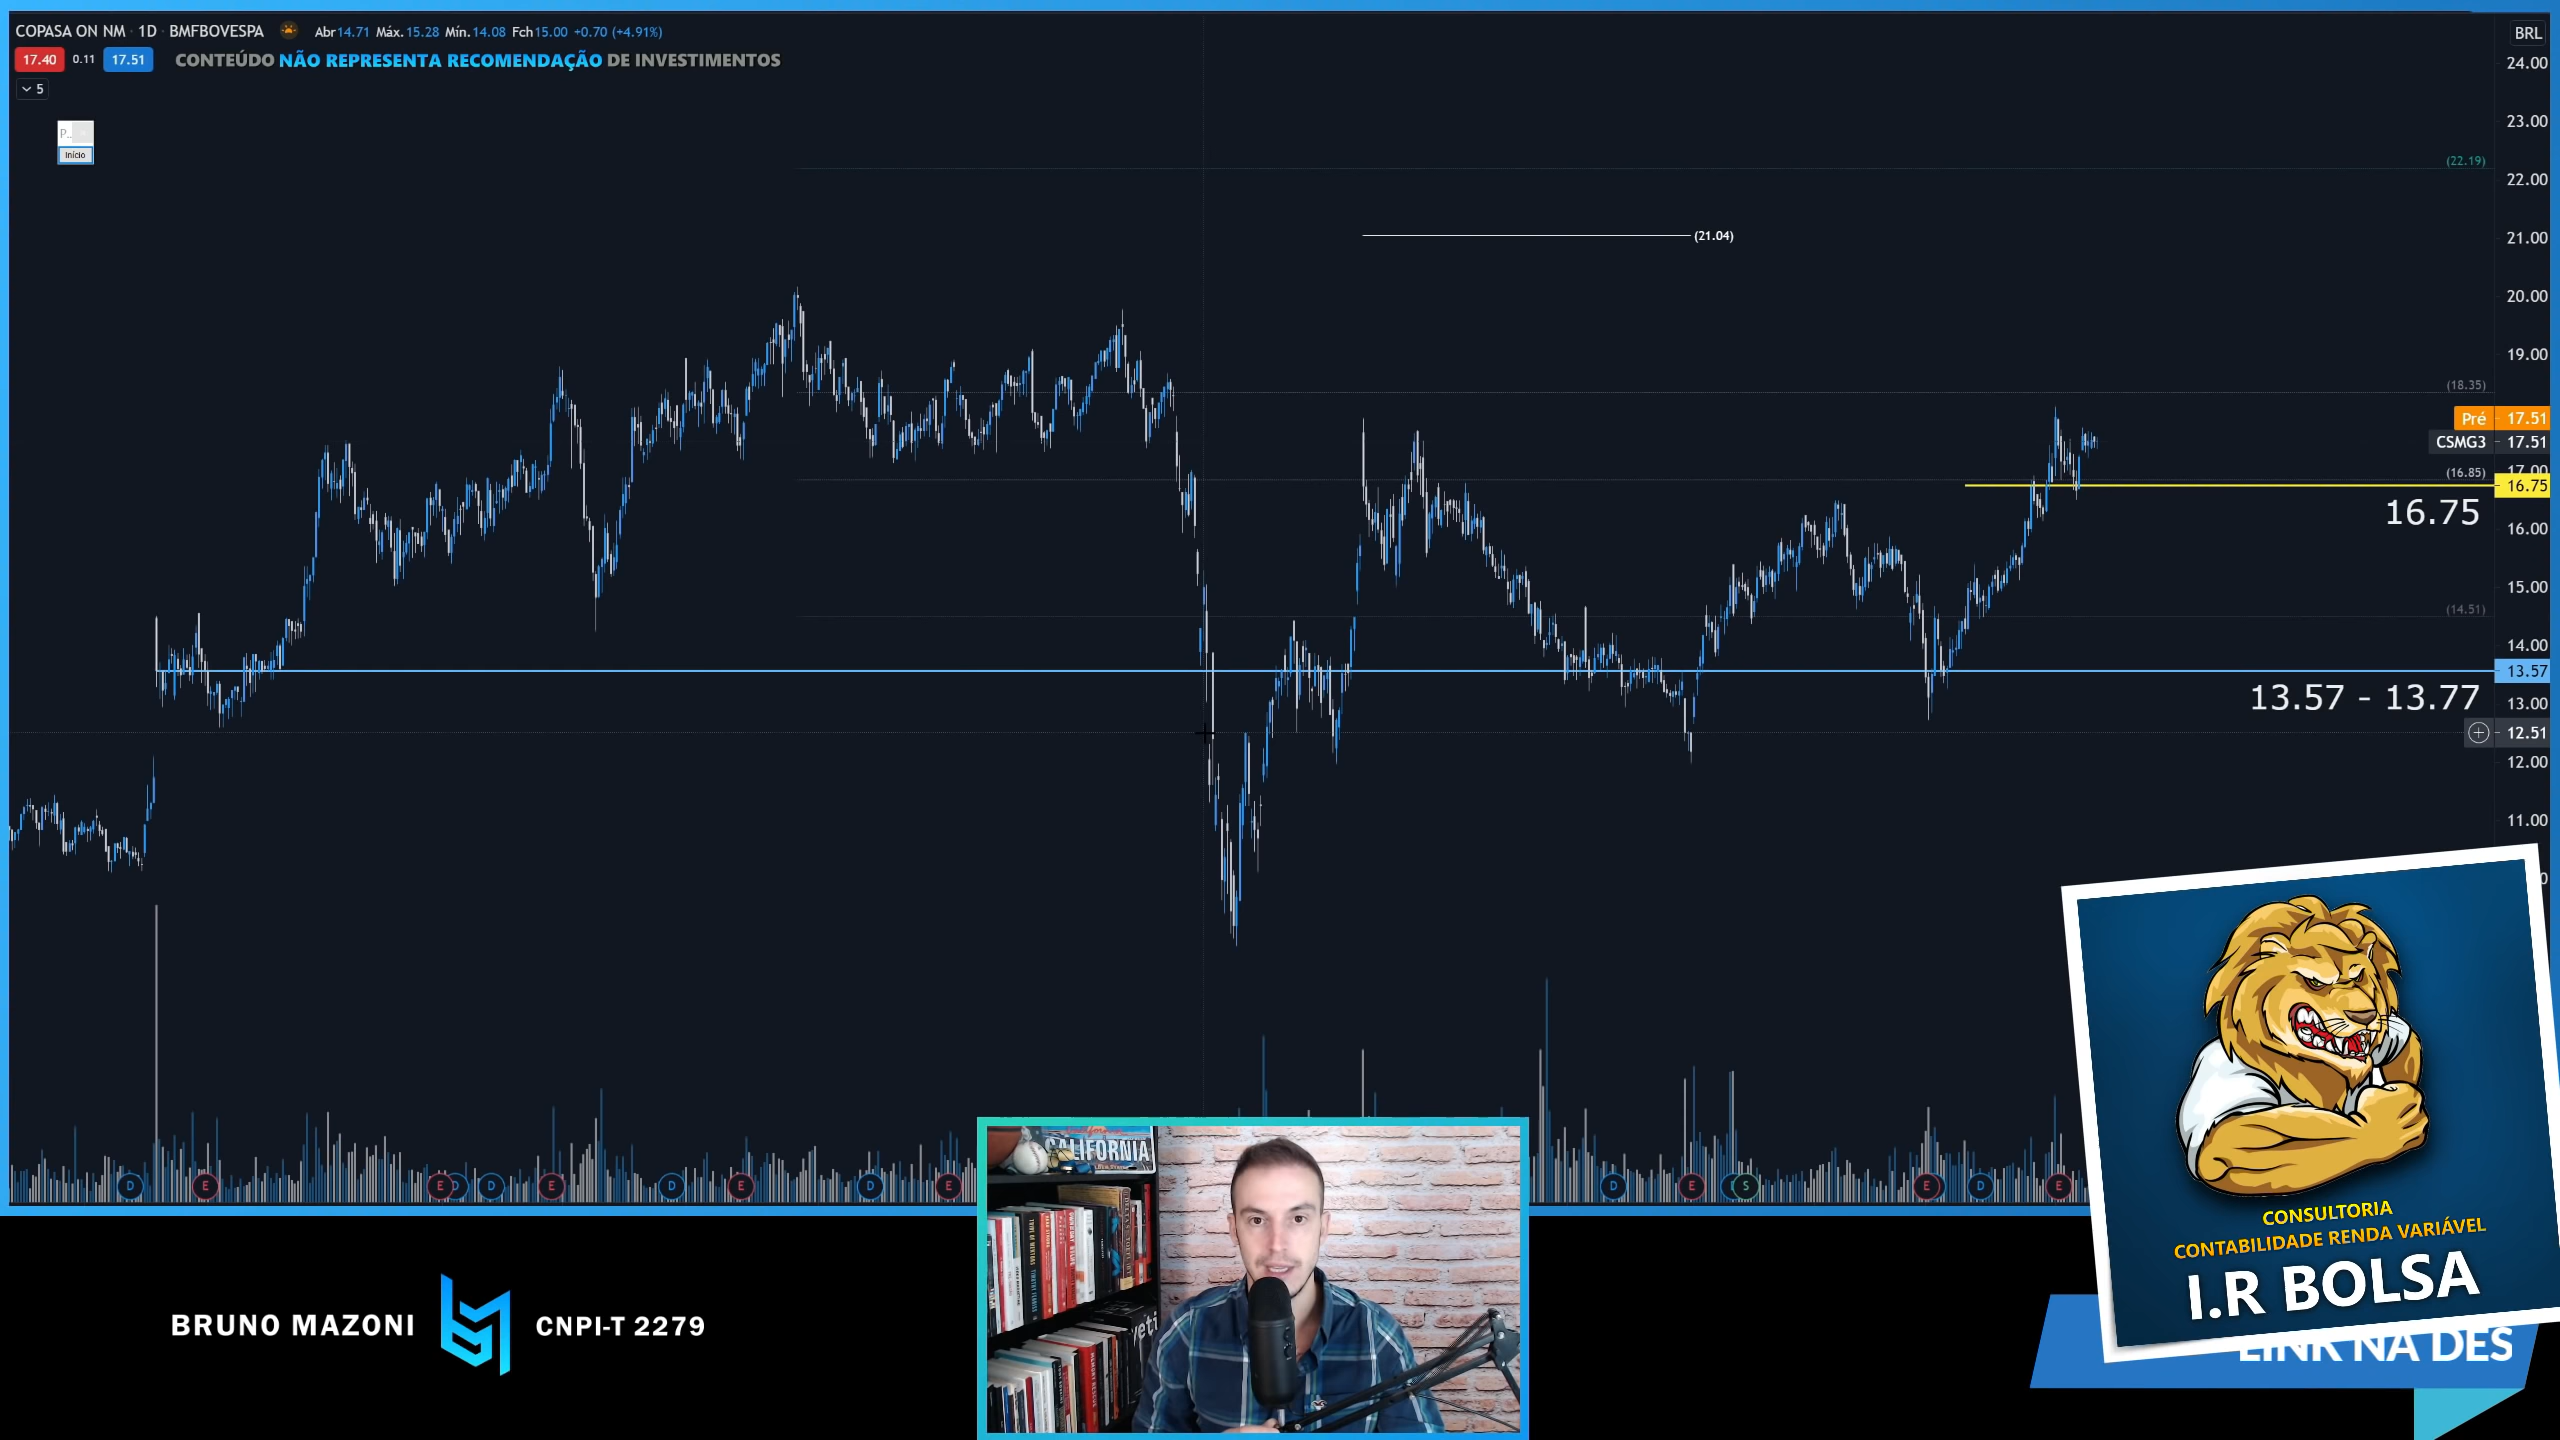 COPASA ON NM · 1D · BMFBOVESPA Abr14.71 Máx.15.28 Mín.14.08 Fch15.00 +0.70 (+4.91%)
BRL
17.40 0.11 17.51 CONTEÚDO NÃO REPRESENTA RECOMENDAÇÃO DE INVESTIMENTOS
24.00
5
23.00
P...
Início
(22.19)
22.00
(21.04)
21.00
20.00
19.00
(18.35)
Pré 17.51
CSMG3 17.51
17.00
(16.85)
16.75
16.75
16.00
15.00
(14.51)
14.00
13.57
13.57 - 13.77
13.00
12.51
12.00
11.00
D E E D D E D E D E D E D E D S E D E
CALIFORNIA
CONSULTORIA
CONTABILIDADE RENDA VARIÁVEL
I.R BOLSA
LINK NA DES
BRUNO MAZONI CNPI-T 2279